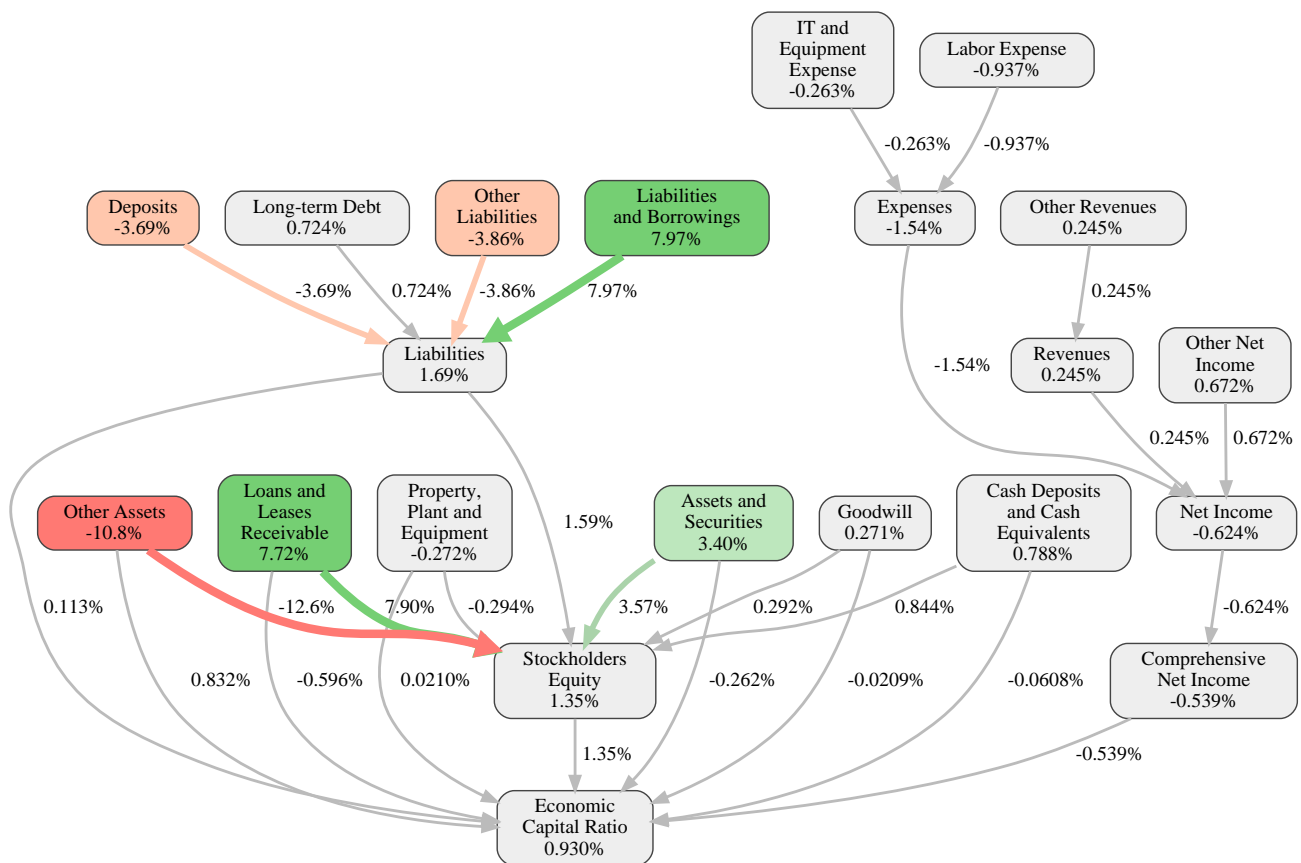 IT and
Equipment
Expense
-0.263%
Labor Expense
-0.937%
-0.263%
-0.937%
Deposits
-3.69%
Long-term Debt
0.724%
Other
Liabilities
-3.86%
Liabilities
and Borrowings
7.97%
Expenses
-1.54%
Other Revenues
0.245%
-3.69%
0.724%
-3.86%
7.97%
0.245%
Liabilities
1.69%
-1.54%
Revenues
0.245%
Other Net
Income
0.672%
0.245%
0.672%
Other Assets
-10.8%
Loans and
Leases
Receivable
7.72%
Property,
Plant and
Equipment
-0.272%
1.59%
Assets and
Securities
3.40%
Goodwill
0.271%
Cash Deposits
and Cash
Equivalents
0.788%
Net Income
-0.624%
0.113%
-12.6%
7.90%
-0.294%
3.57%
0.292%
0.844%
-0.624%
0.832%
-0.596%
0.0210%
Stockholders
Equity
1.35%
-0.262%
-0.0209%
-0.0608%
Comprehensive
Net Income
-0.539%
1.35%
-0.539%
Economic
Capital Ratio
0.930%